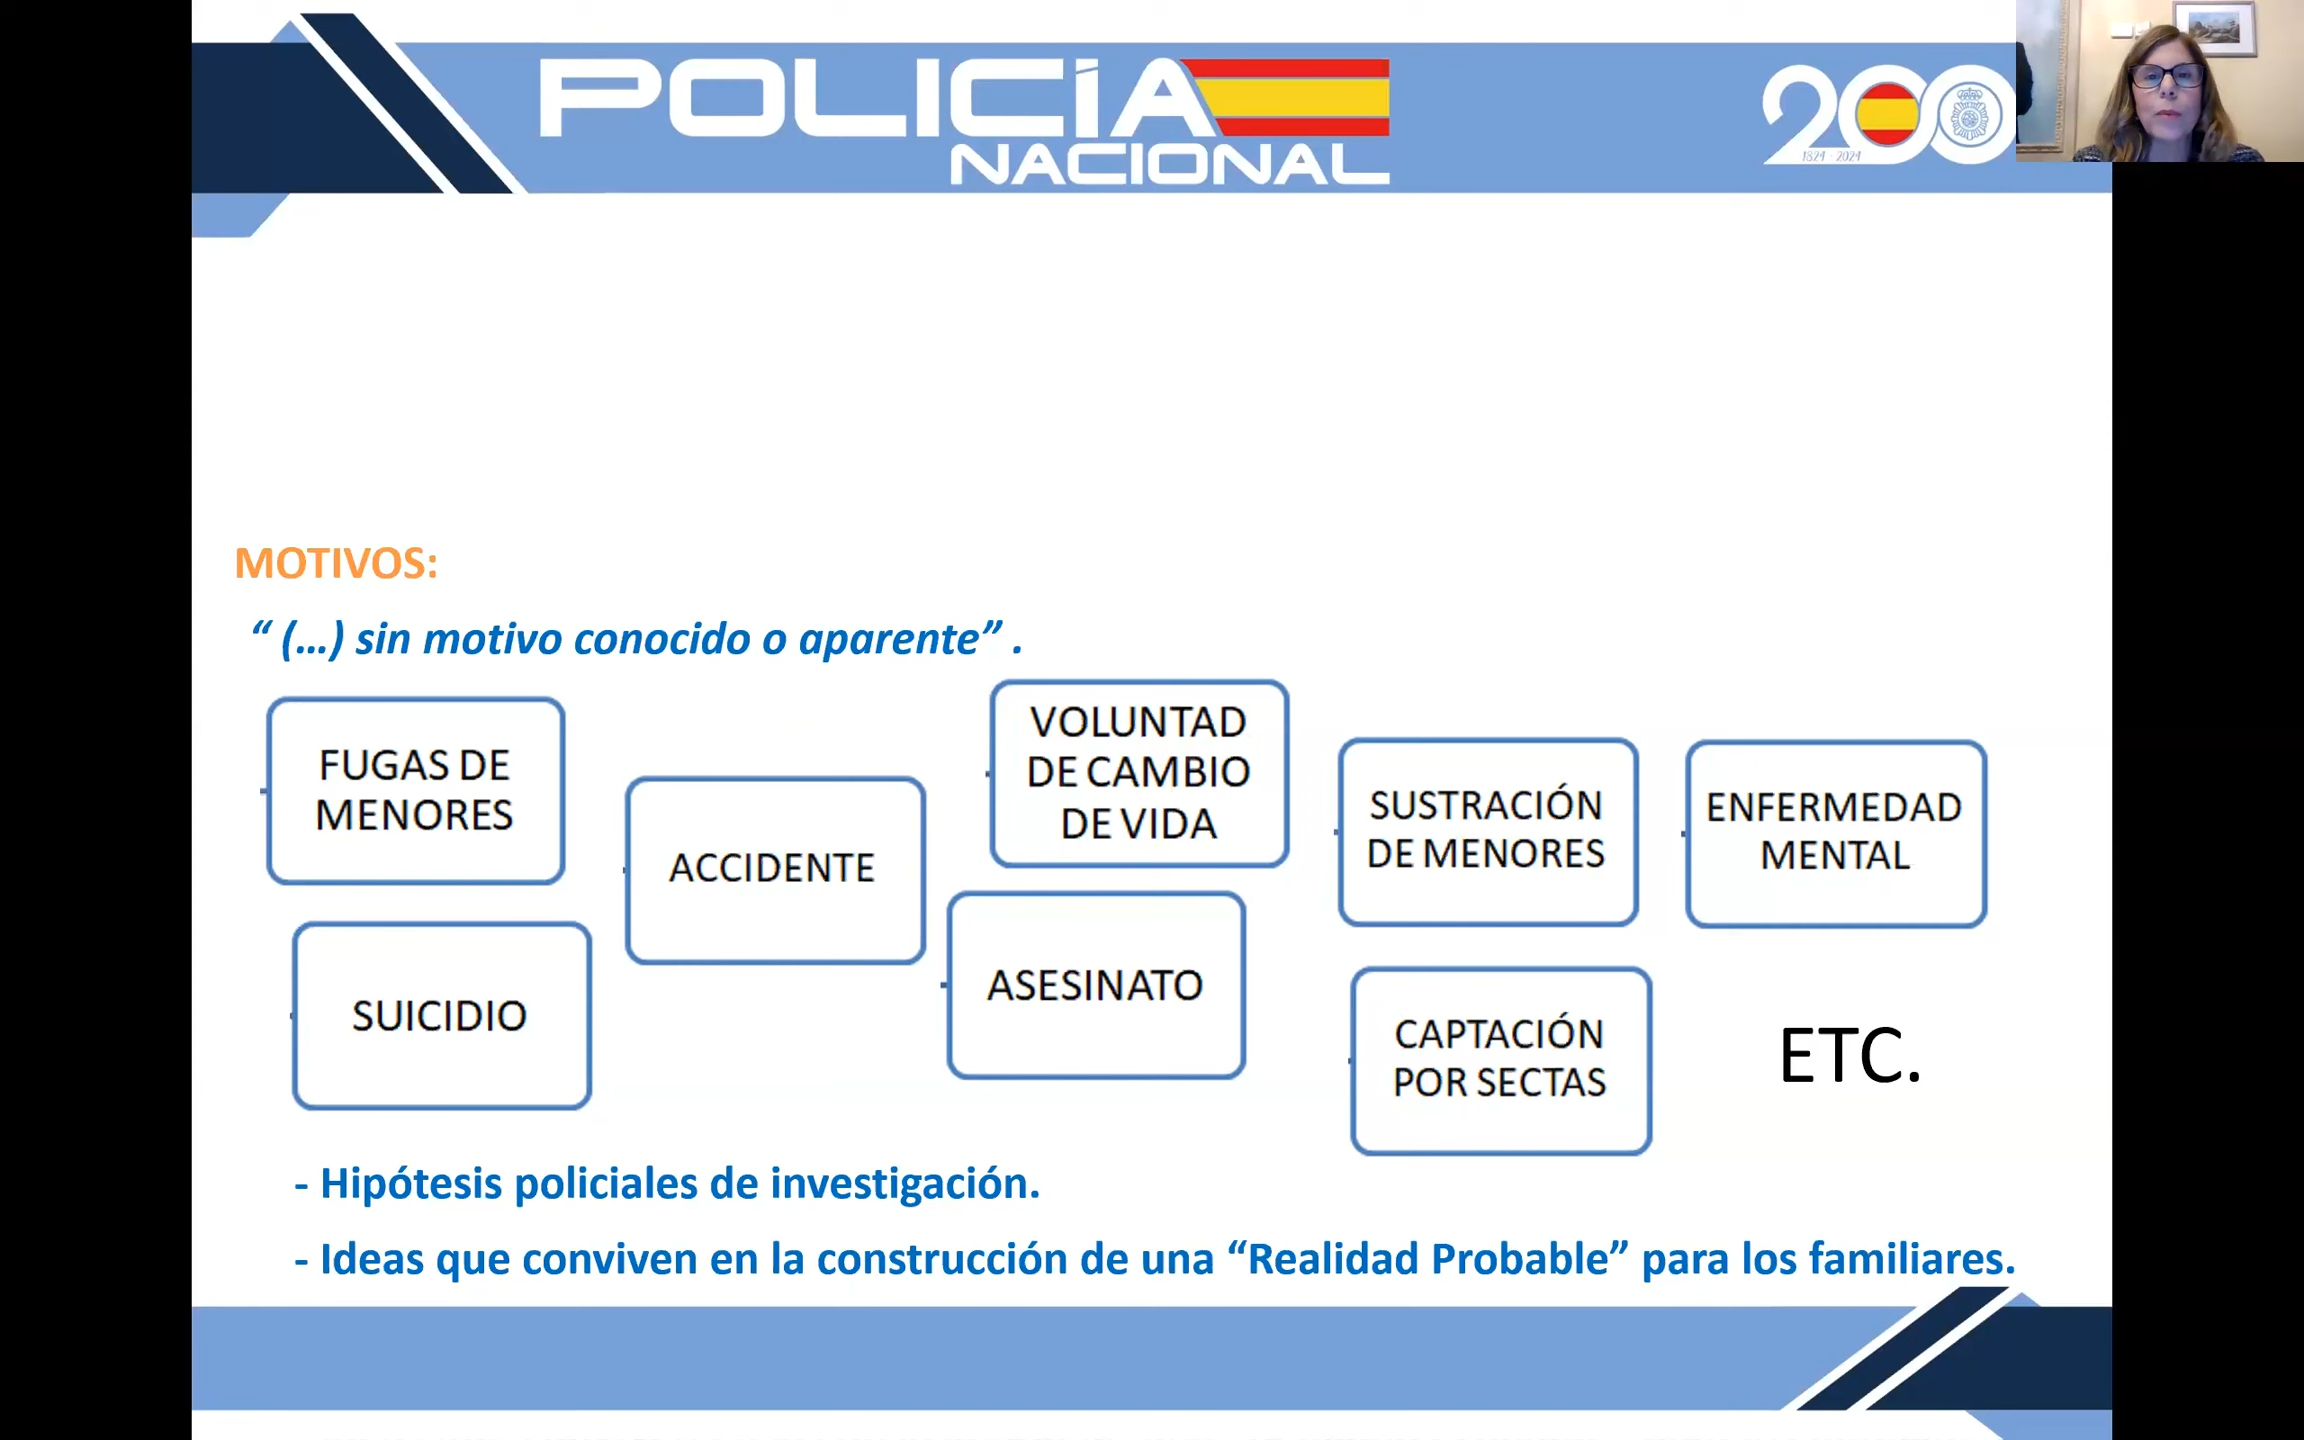 POLICÍA
NACIONAL
200
1824 - 2024
MOTIVOS:
“ (...) sin motivo conocido o aparente” .
FUGAS DE
MENORES
ACCIDENTE
VOLUNTAD
DE CAMBIO
DE VIDA
SUSTRACIÓN
DE MENORES
ENFERMEDAD
MENTAL
SUICIDIO
ASESINATO
CAPTACIÓN
POR SECTAS
ETC.
- Hipótesis policiales de investigación.
- Ideas que conviven en la construcción de una “Realidad Probable” para los familiares.